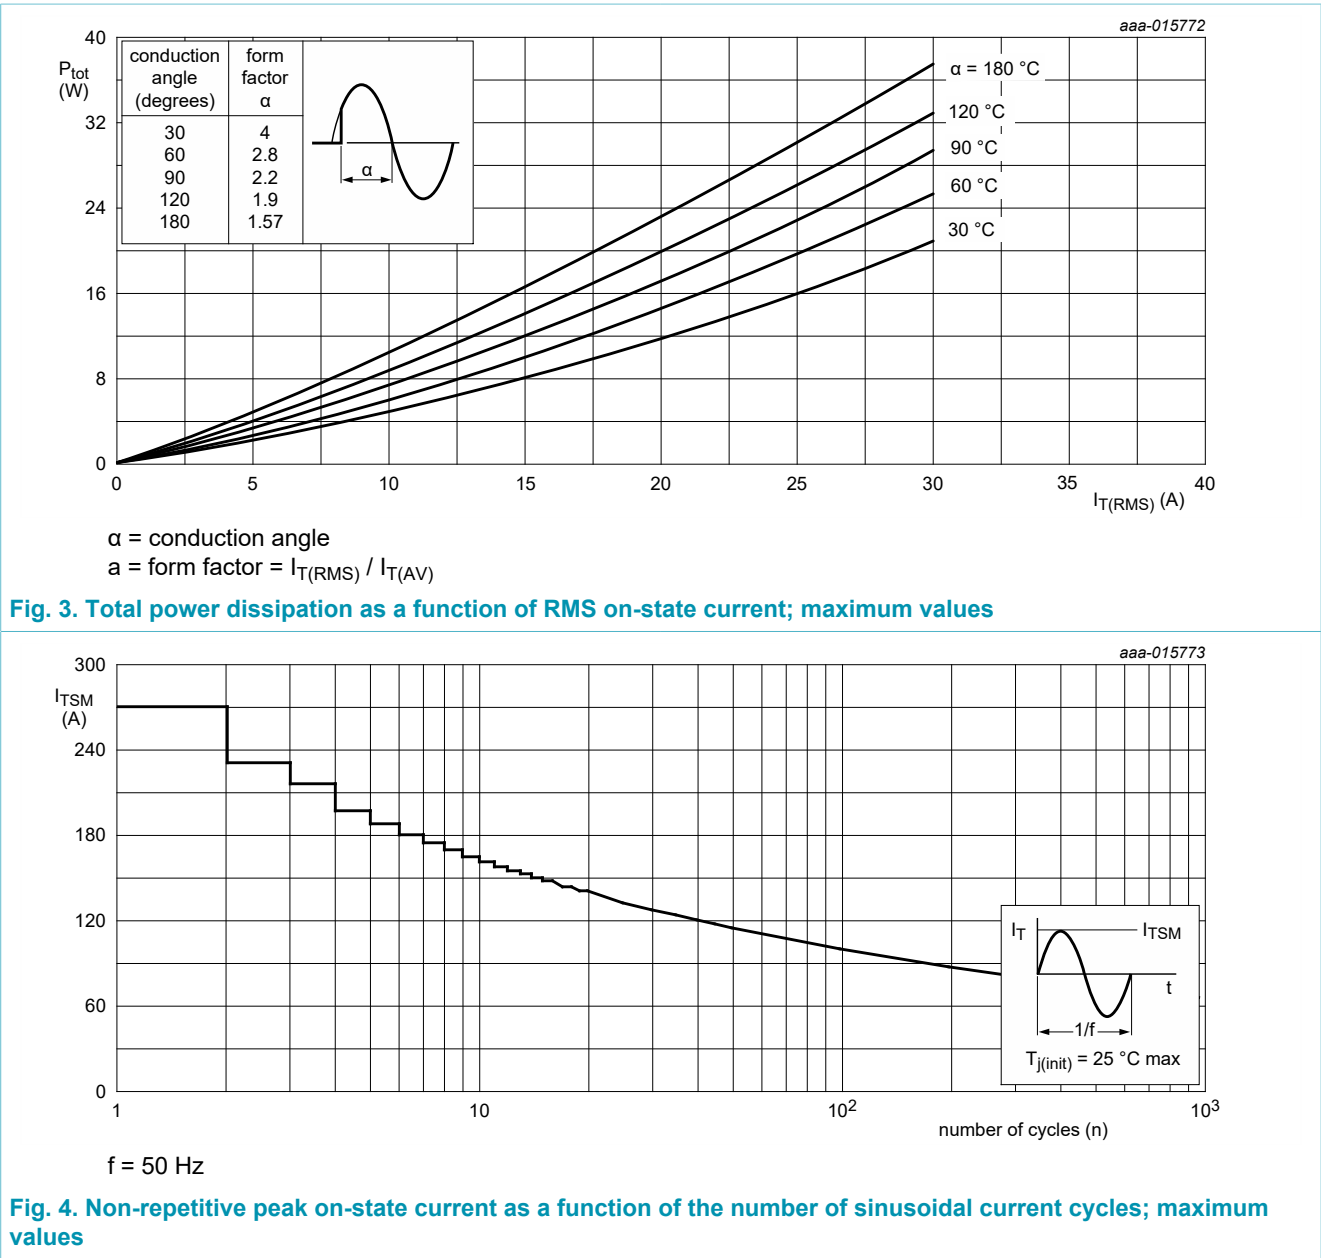 aaa-015772
40
Ptot
(W)
32
24
16
8
0
conduction angle (degrees) form factor α
30 4
60 2.8
90 2.2
120 1.9
180 1.57
α
α = 180 °C
120 °C
90 °C
60 °C
30 °C
0 5 10 15 20 25 30 35 40
IT(RMS) (A)
α = conduction angle
a = form factor = IT(RMS) / IT(AV)
Fig. 3. Total power dissipation as a function of RMS on-state current; maximum values
aaa-015773
300
ITSM
(A)
240
180
120
60
0
IT ITSM
t
1/f
Tj(init) = 25 °C max
1 10 10² 10³
number of cycles (n)
f = 50 Hz
Fig. 4. Non-repetitive peak on-state current as a function of the number of sinusoidal current cycles; maximum
values